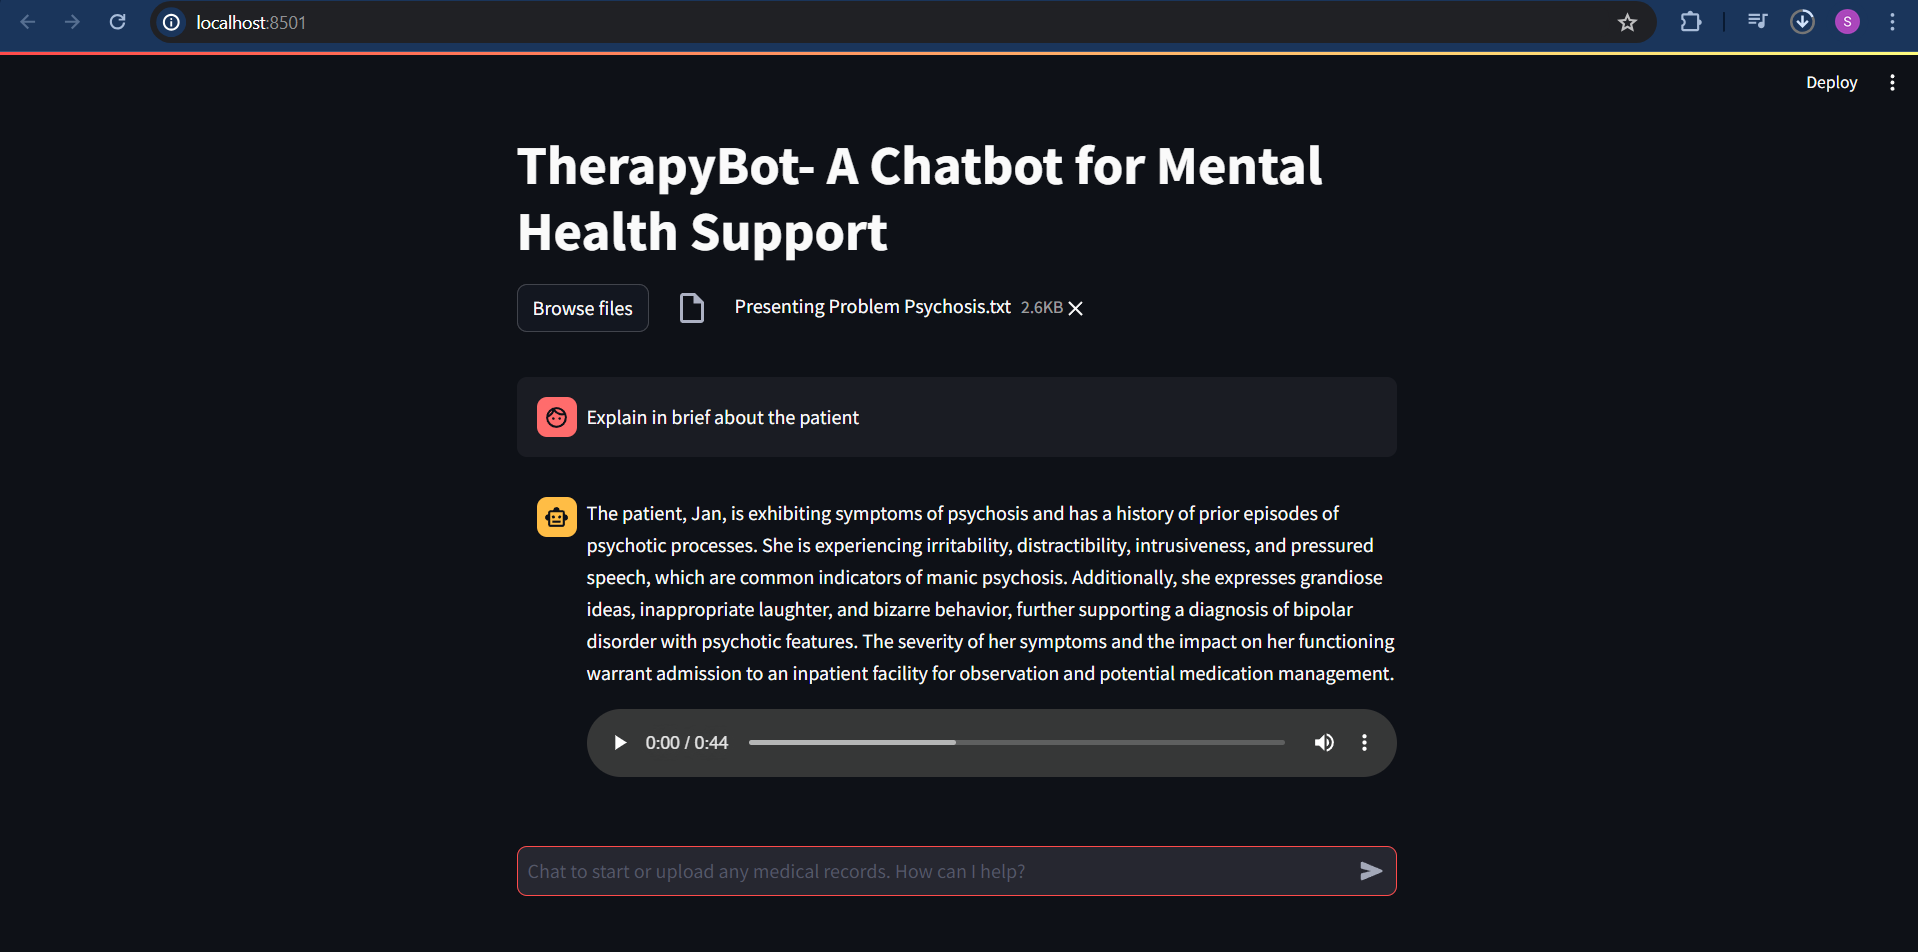 localhost:8501
S
Deploy
TherapyBot- A Chatbot for Mental
Health Support
Browse files
Presenting Problem Psychosis.txt 2.6KB
Explain in brief about the patient
The patient, Jan, is exhibiting symptoms of psychosis and has a history of prior episodes of
psychotic processes. She is experiencing irritability, distractibility, intrusiveness, and pressured
speech, which are common indicators of manic psychosis. Additionally, she expresses grandiose
ideas, inappropriate laughter, and bizarre behavior, further supporting a diagnosis of bipolar
disorder with psychotic features. The severity of her symptoms and the impact on her functioning
warrant admission to an inpatient facility for observation and potential medication management.
0:00 / 0:44
Chat to start or upload any medical records. How can I help?